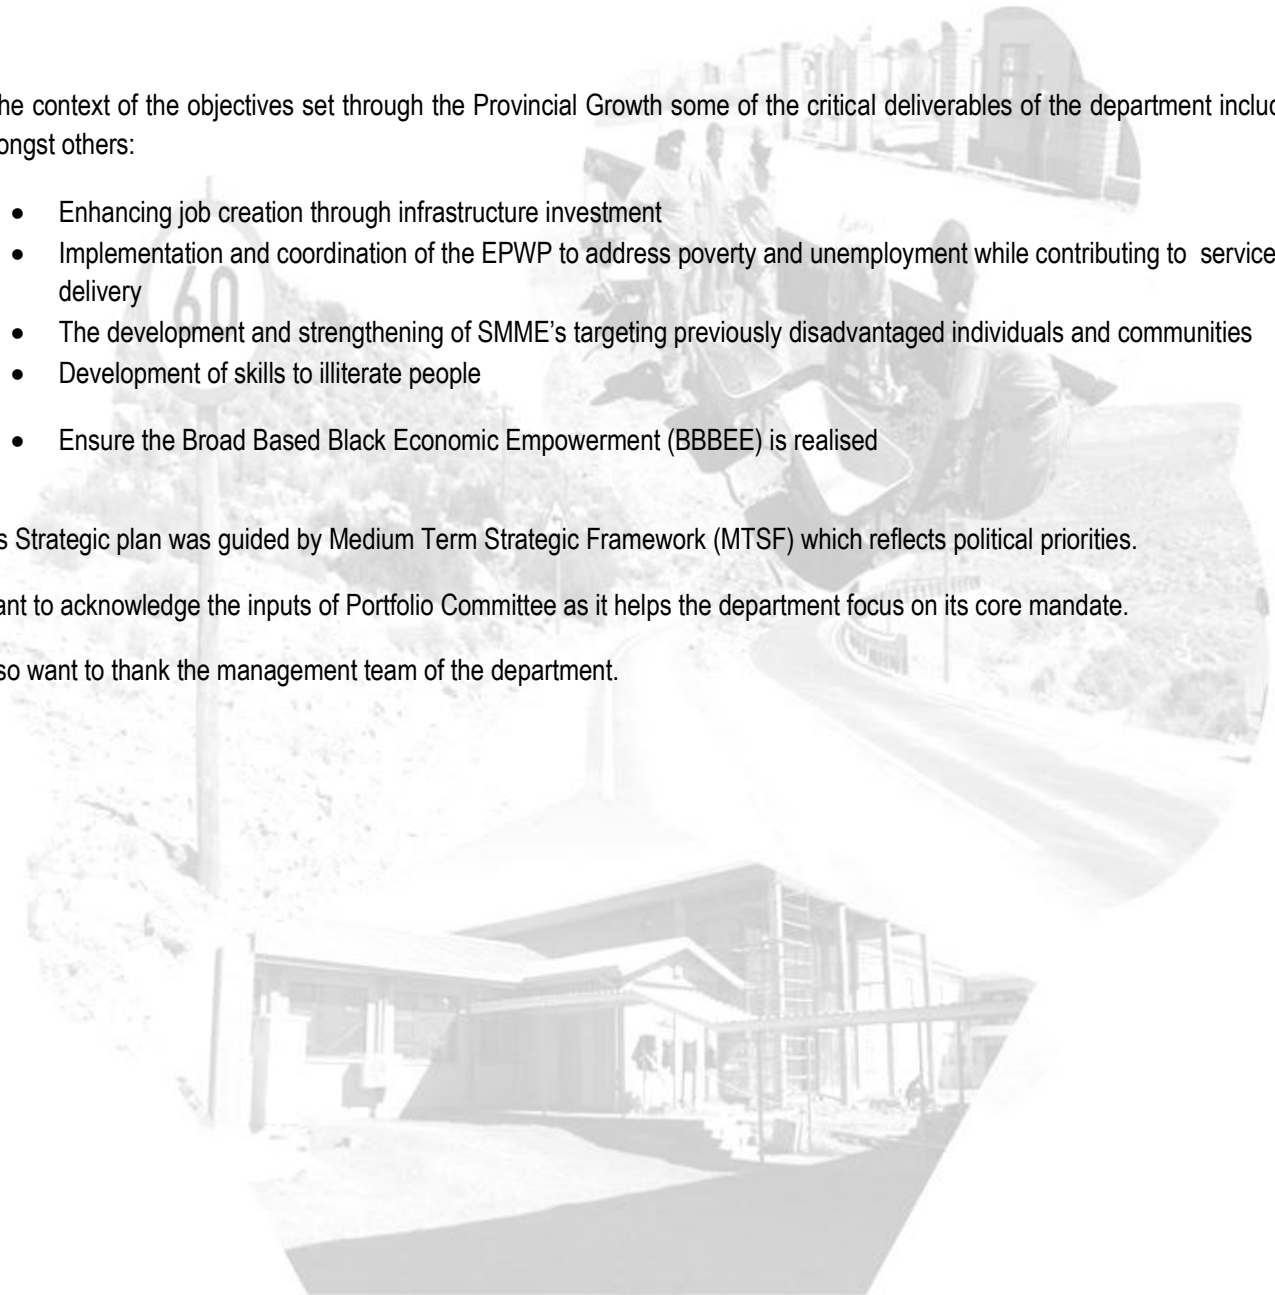 he context of the objectives set through the Provincial Growth some of the critical deliverables of the department includ
ongst others:
• Enhancing job creation through infrastructure investment
• Implementation and coordination of the EPWP to address poverty and unemployment while contributing to service
delivery
• The development and strengthening of SMME’s targeting previously disadvantaged individuals and communities
• Development of skills to illiterate people
• Ensure the Broad Based Black Economic Empowerment (BBBEE) is realised
s Strategic plan was guided by Medium Term Strategic Framework (MTSF) which reflects political priorities.
ant to acknowledge the inputs of Portfolio Committee as it helps the department focus on its core mandate.
so want to thank the management team of the department.
60